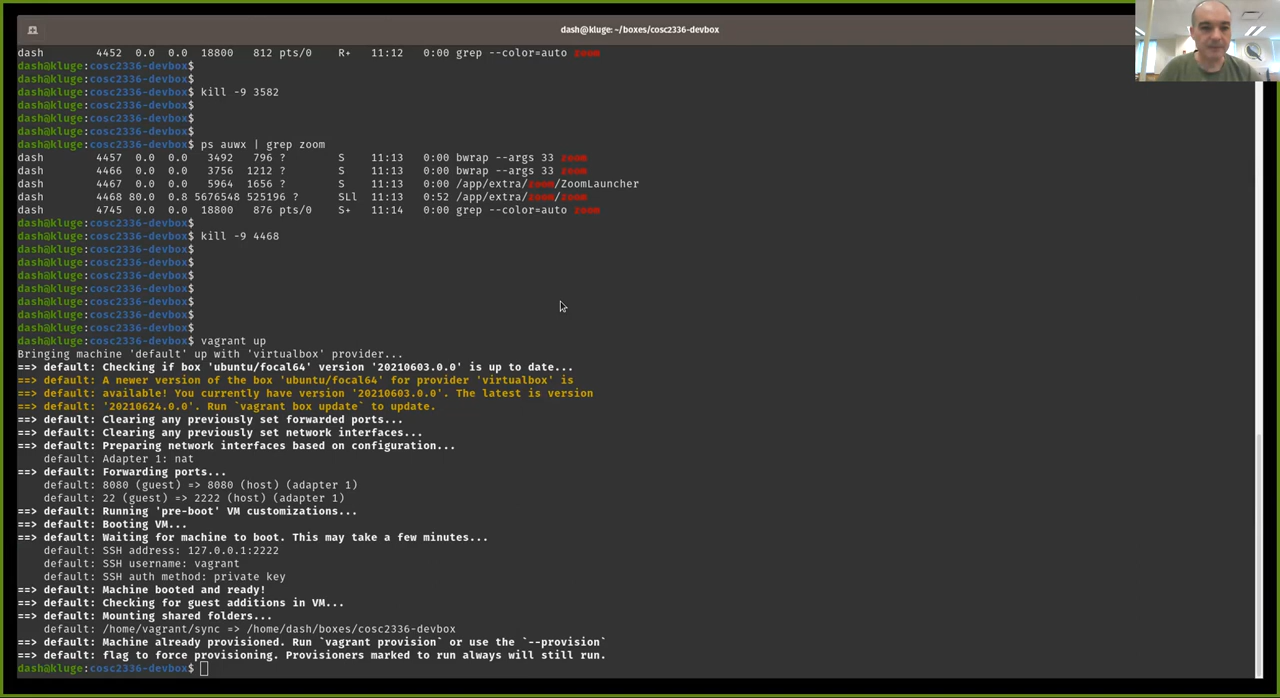 dash@kluge: ~/boxes/cosc2336-devbox
dash 4452 0.0 0.0 18800 812 pts/0 R+ 11:12 0:00 grep --color=auto zoom
dash@kluge:cosc2336-devbox$
dash@kluge:cosc2336-devbox$
dash@kluge:cosc2336-devbox$ kill -9 3582
dash@kluge:cosc2336-devbox$
dash@kluge:cosc2336-devbox$
dash@kluge:cosc2336-devbox$
dash@kluge:cosc2336-devbox$ ps auwx | grep zoom
dash 4457 0.0 0.0 3492 796 ? S 11:13 0:00 bwrap --args 33 zoom
dash 4466 0.0 0.0 3756 1212 ? S 11:13 0:00 bwrap --args 33 zoom
dash 4467 0.0 0.0 5964 1656 ? S 11:13 0:00 /app/extra/zoom/ZoomLauncher
dash 4468 80.0 0.8 5676548 525196 ? SLl 11:13 0:52 /app/extra/zoom/zoom
dash 4745 0.0 0.0 18800 876 pts/0 S+ 11:14 0:00 grep --color=auto zoom
dash@kluge:cosc2336-devbox$
dash@kluge:cosc2336-devbox$ kill -9 4468
dash@kluge:cosc2336-devbox$
dash@kluge:cosc2336-devbox$
dash@kluge:cosc2336-devbox$
dash@kluge:cosc2336-devbox$
dash@kluge:cosc2336-devbox$
dash@kluge:cosc2336-devbox$
dash@kluge:cosc2336-devbox$
dash@kluge:cosc2336-devbox$ vagrant up
Bringing machine 'default' up with 'virtualbox' provider...
==> default: Checking if box 'ubuntu/focal64' version '20210603.0.0' is up to date...
==> default: A newer version of the box 'ubuntu/focal64' for provider 'virtualbox' is
==> default: available! You currently have version '20210603.0.0'. The latest is version
==> default: '20210624.0.0'. Run `vagrant box update` to update.
==> default: Clearing any previously set forwarded ports...
==> default: Clearing any previously set network interfaces...
==> default: Preparing network interfaces based on configuration...
default: Adapter 1: nat
==> default: Forwarding ports...
default: 8080 (guest) => 8080 (host) (adapter 1)
default: 22 (guest) => 2222 (host) (adapter 1)
==> default: Running 'pre-boot' VM customizations...
==> default: Booting VM...
==> default: Waiting for machine to boot. This may take a few minutes...
default: SSH address: 127.0.0.1:2222
default: SSH username: vagrant
default: SSH auth method: private key
==> default: Machine booted and ready!
==> default: Checking for guest additions in VM...
==> default: Mounting shared folders...
default: /home/vagrant/sync => /home/dash/boxes/cosc2336-devbox
==> default: Machine already provisioned. Run `vagrant provision` or use the `--provision`
==> default: flag to force provisioning. Provisioners marked to run always will still run.
dash@kluge:cosc2336-devbox$